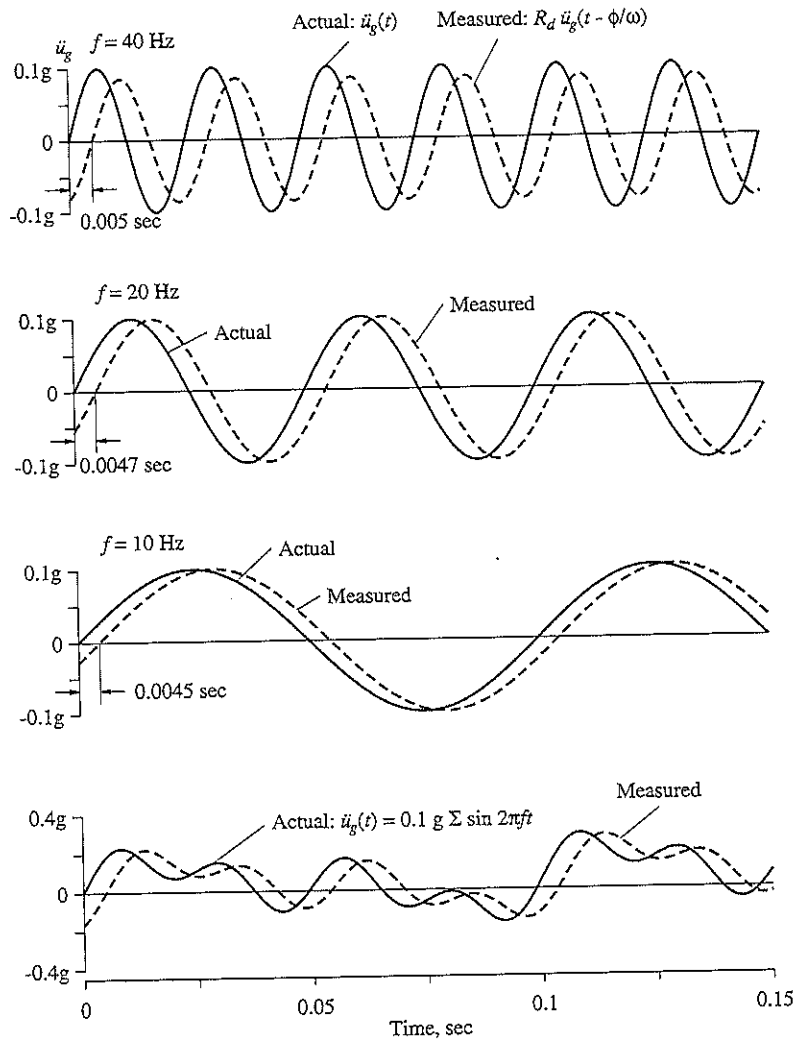 Actual: üg(t)
Measured: Rd üg(t - ϕ/ω)
üg
f = 40 Hz
0.1g
0
-0.1g
0.005 sec
f = 20 Hz
0.1g
Actual
Measured
0
-0.1g
0.0047 sec
f = 10 Hz
0.1g
Actual
Measured
0
-0.1g
0.0045 sec
0.4g
Actual: üg(t) = 0.1 g Σ sin 2πft
Measured
0
-0.4g
0 0.05 0.1 0.15
Time, sec